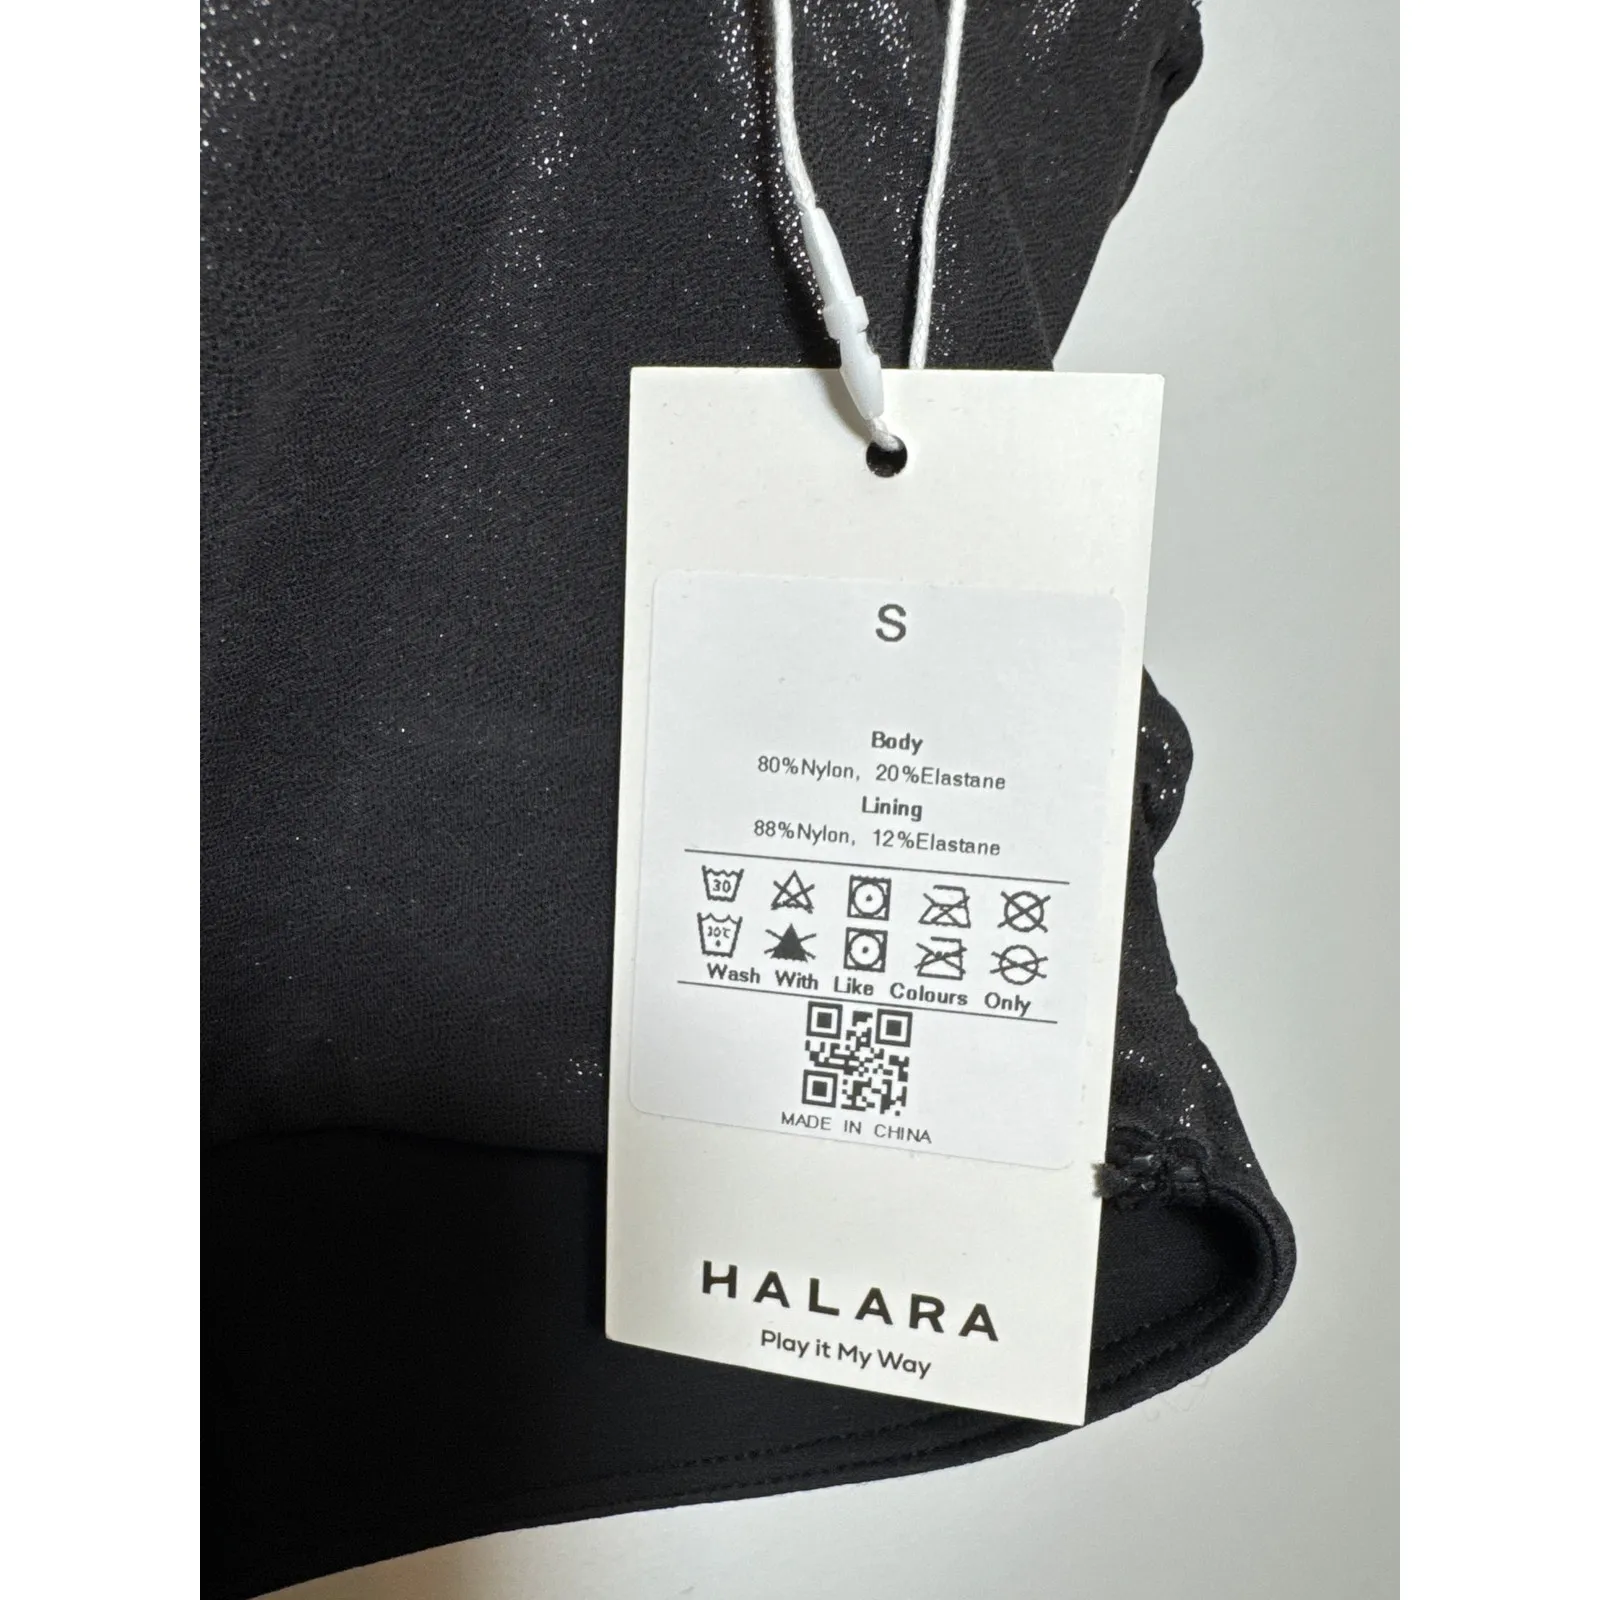 S
Body
80%Nylon, 20%Elastane
Lining
88%Nylon, 12%Elastane
30
30℃
Wash With Like Colours Only
MADE IN CHINA
HALARA
Play it My Way